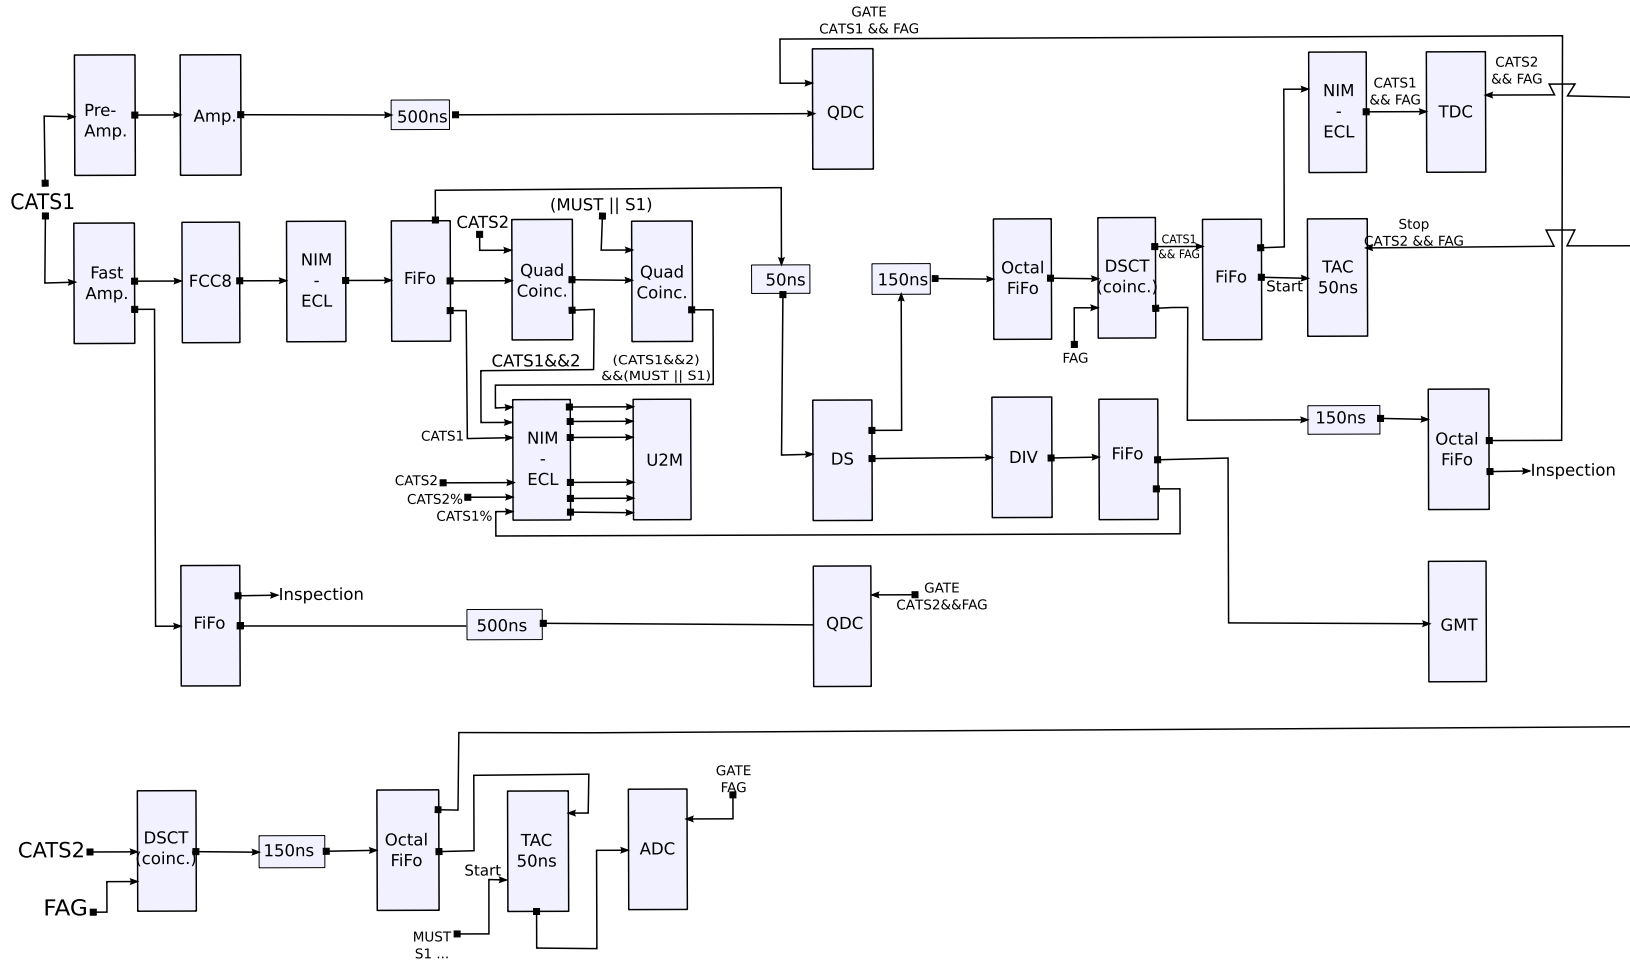 GATE
CATS1 && FAG
Pre-
Amp.
Amp.
500ns
QDC
NIM
-
ECL
CATS1
&& FAG
TDC
CATS2
&& FAG
CATS1
Fast
Amp.
FCC8
NIM
-
ECL
FiFo
CATS2
Quad
Coinc.
(MUST || S1)
Quad
Coinc.
50ns
150ns
Octal
FiFo
DSCT
(coinc.)
CATS1
&& FAG
FAG
FiFo
Start
TAC
50ns
Stop
CATS2 && FAG
CATS1&&2
(CATS1&&2)
&&(MUST || S1)
CATS1
CATS2
CATS2%
CATS1%
NIM
-
ECL
U2M
DS
DIV
FiFo
150ns
Octal
FiFo
Inspection
FiFo
Inspection
500ns
QDC
GATE
CATS2&&FAG
GMT
CATS2
FAG
DSCT
(coinc.)
150ns
Octal
FiFo
Start
MUST
S1 ...
TAC
50ns
ADC
GATE
FAG